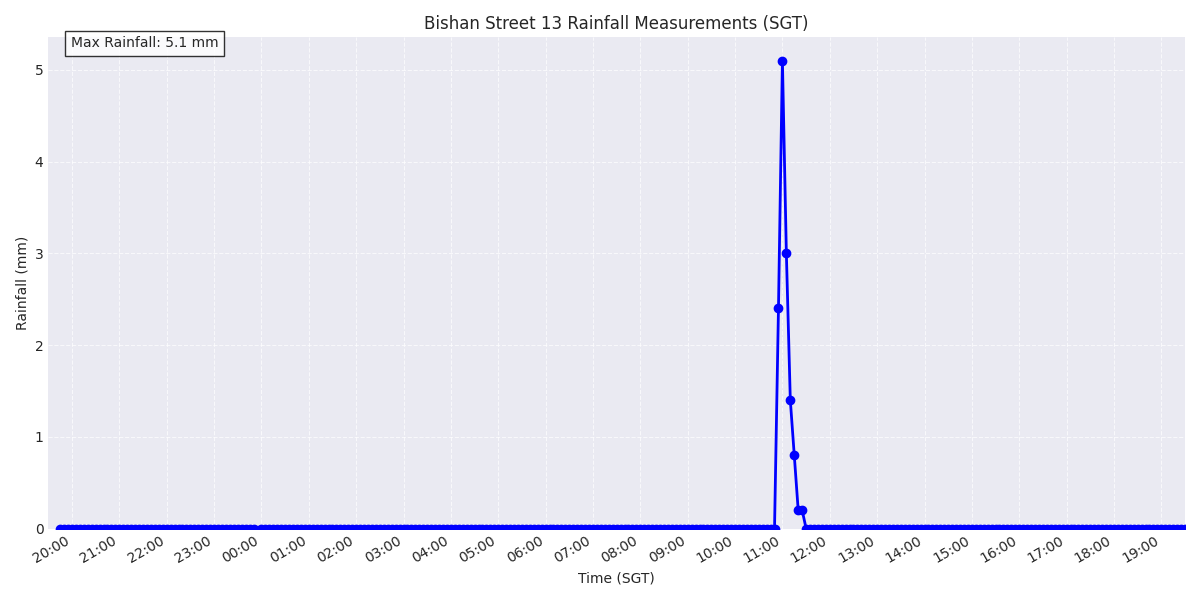 Bishan Street 13 Rainfall Measurements (SGT)
Max Rainfall: 5.1 mm
5
4
3
2
1
0
Rainfall (mm)
20:00 21:00 22:00 23:00 00:00 01:00 02:00 03:00 04:00 05:00 06:00 07:00 08:00 09:00 10:00 11:00 12:00 13:00 14:00 15:00 16:00 17:00 18:00 19:00
Time (SGT)